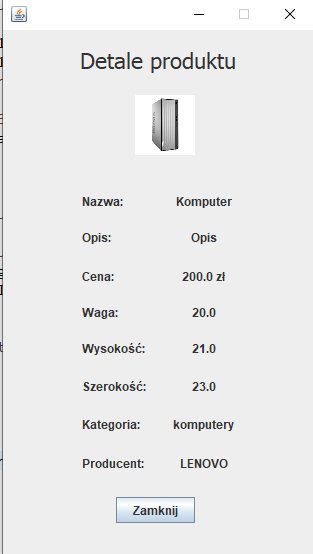 Detale produktu
Nazwa: Komputer
Opis: Opis
Cena: 200.0 zł
Waga: 20.0
Wysokość: 21.0
Szerokość: 23.0
Kategoria: komputery
Producent: LENOVO
Zamknij